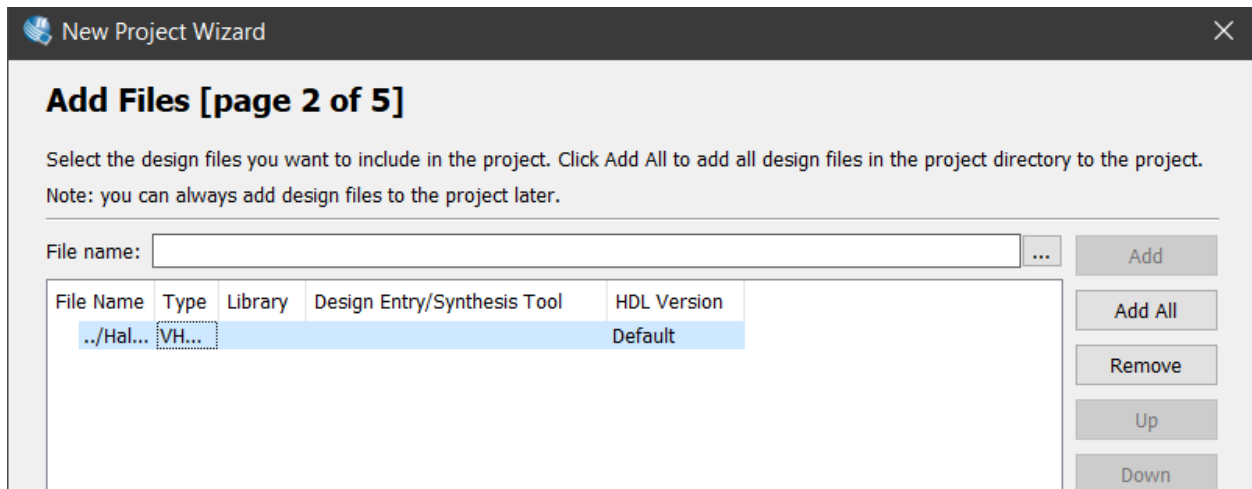 New Project Wizard
Add Files [page 2 of 5]
Select the design files you want to include in the project. Click Add All to add all design files in the project directory to the project.
Note: you can always add design files to the project later.
File name: ... Add
File Name Type Library Design Entry/Synthesis Tool HDL Version
Add All
../Hal... VH... Default
Remove
Up
Down